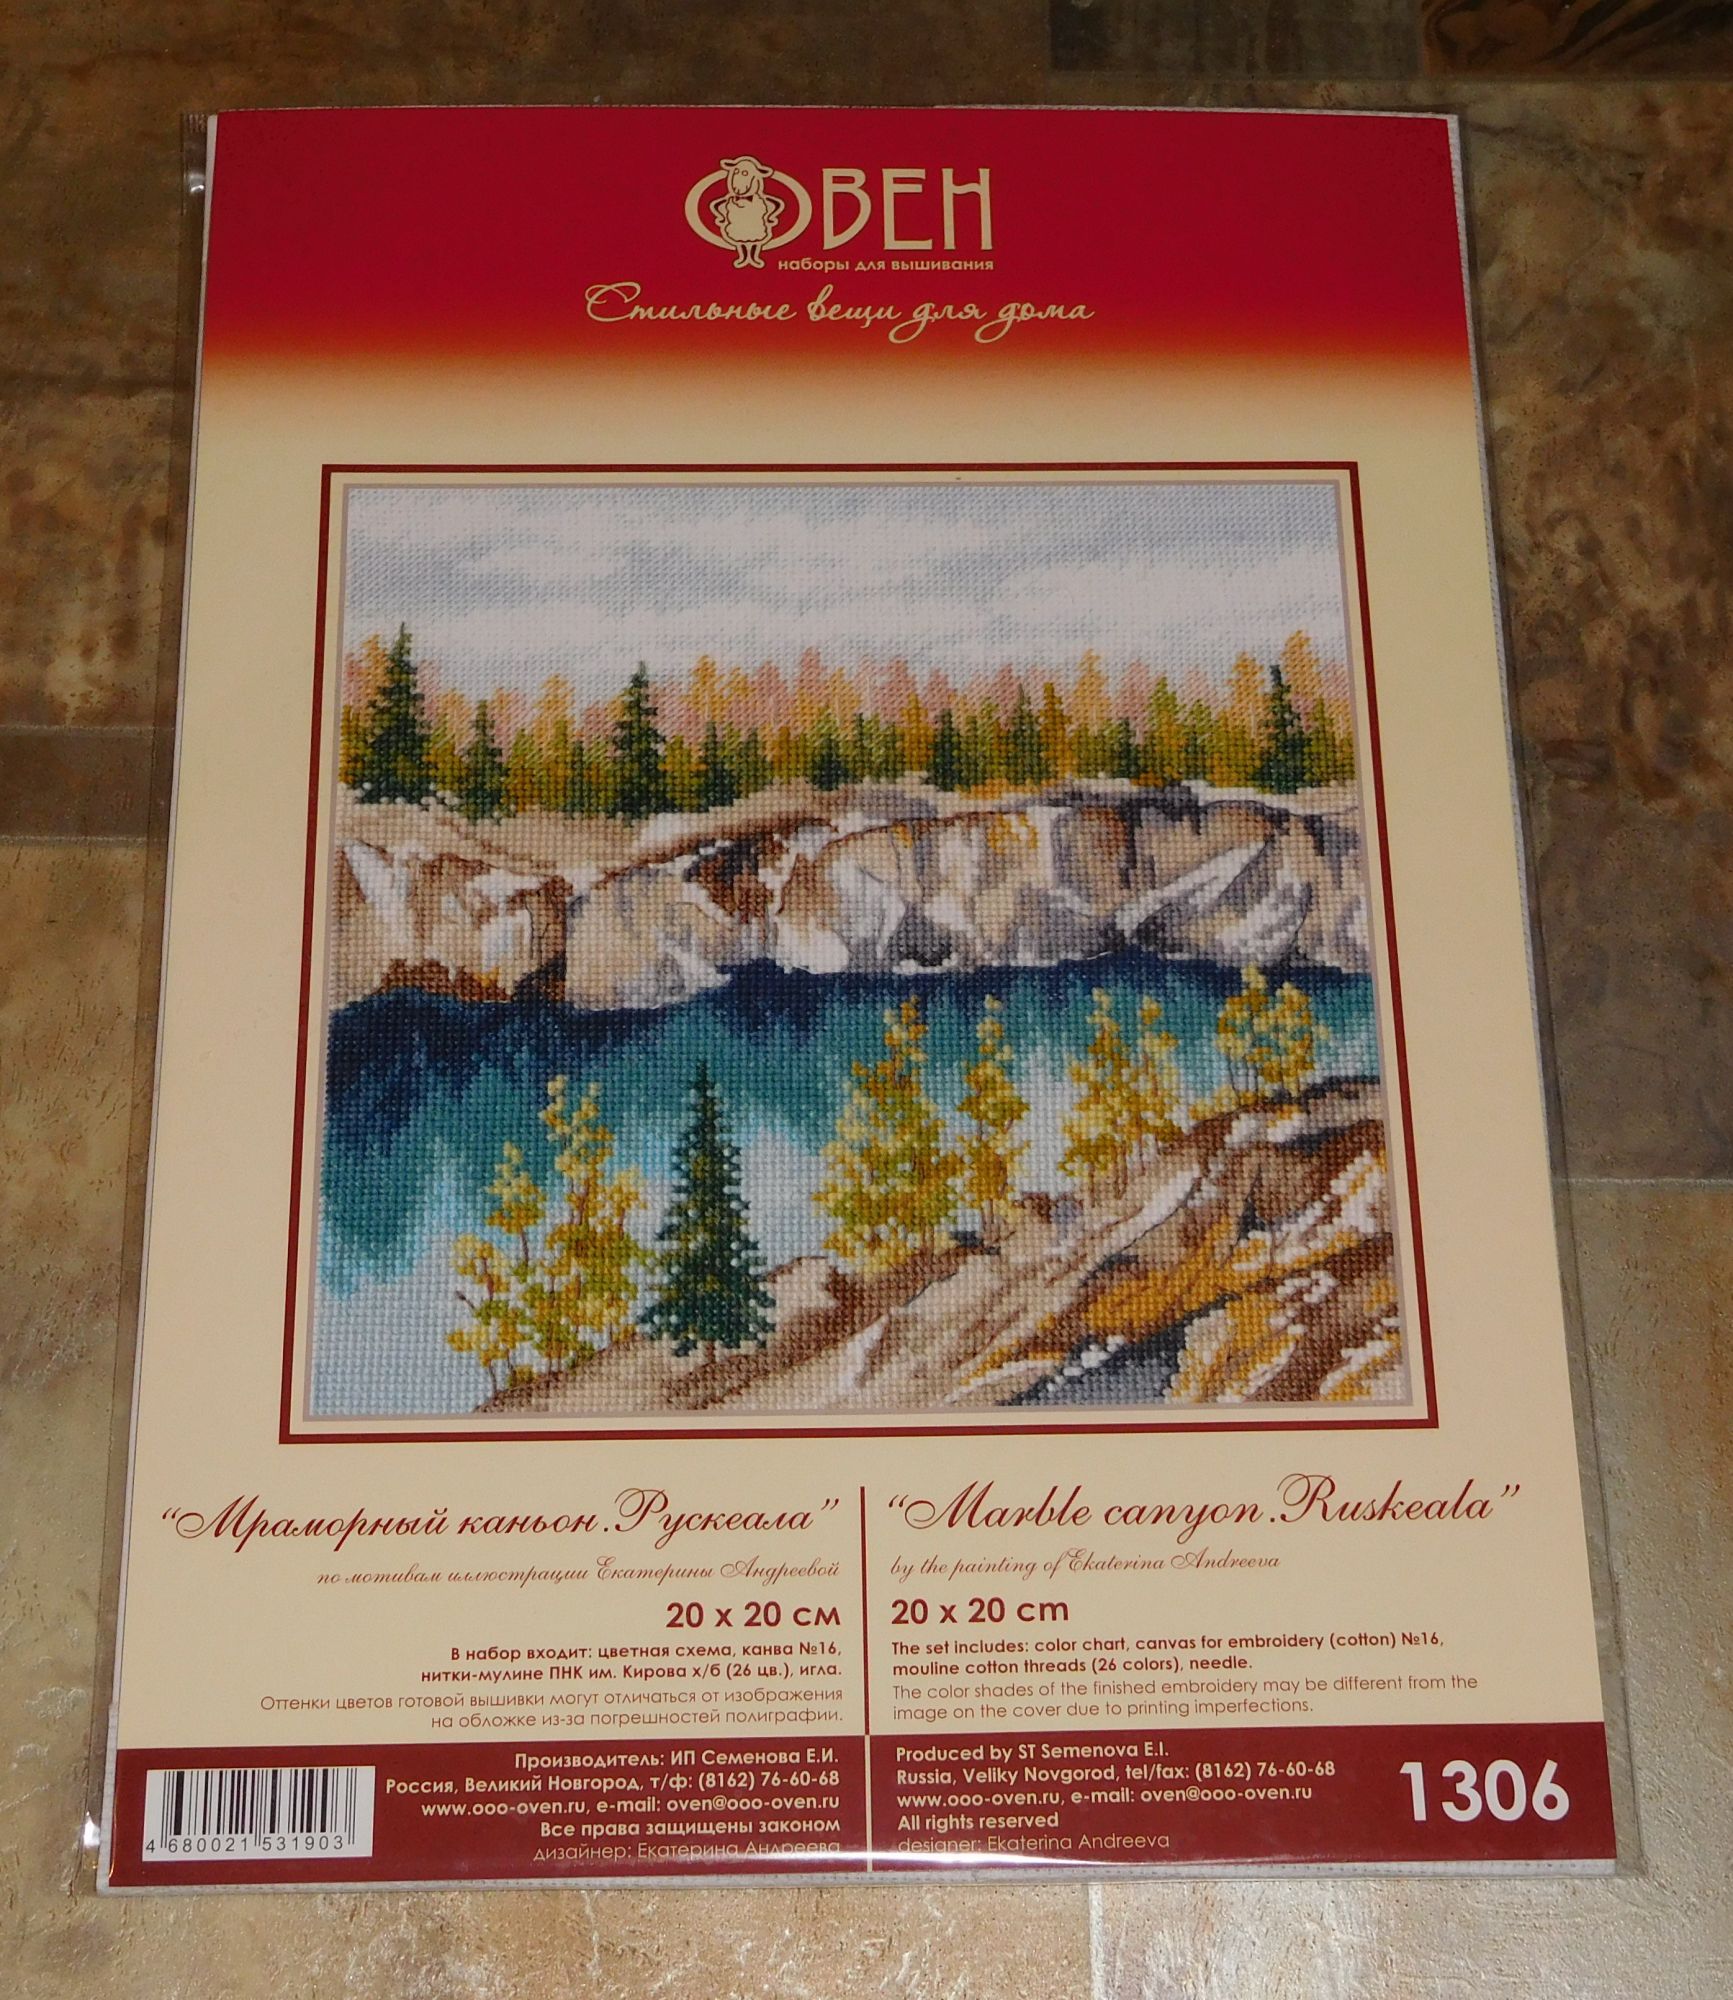 ОВЕН
наборы для вышивания
Стильные вещи для дома
“Мраморный каньон. Рускеала”
по мотивам иллюстрации Екатерины Андреевой
20 х 20 см
В набор входит: цветная схема, канва №16,
нитки-мулине ПНК им. Кирова х/б (26 цв.), игла.
Оттенки цветов готовой вышивки могут отличаться от изображения
на обложке из-за погрешностей полиграфии.
“Marble canyon. Ruskeala”
by the painting of Ekaterina Andreeva
20 x 20 cm
The set includes: color chart, canvas for embroidery (cotton) №16,
mouline cotton threads (26 colors), needle.
The color shades of the finished embroidery may be different from the
image on the cover due to printing imperfections.
4 680021 531903
Производитель: ИП Семенова Е.И.
Россия, Великий Новгород, т/ф: (8162) 76-60-68
www.ooo-oven.ru, e-mail: oven@ooo-oven.ru
Все права защищены законом
дизайнер: Екатерина Андреева
Produced by ST Semenova E.I.
Russia, Veliky Novgorod, tel/fax: (8162) 76-60-68
www.ooo-oven.ru, e-mail: oven@ooo-oven.ru
All rights reserved
designer: Ekaterina Andreeva
1306